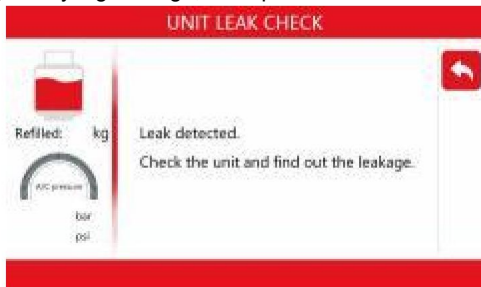 UNIT LEAK CHECK
Refilled: kg
Leak detected.
Check the unit and find out the leakage.
A/C pressure
bar
psi